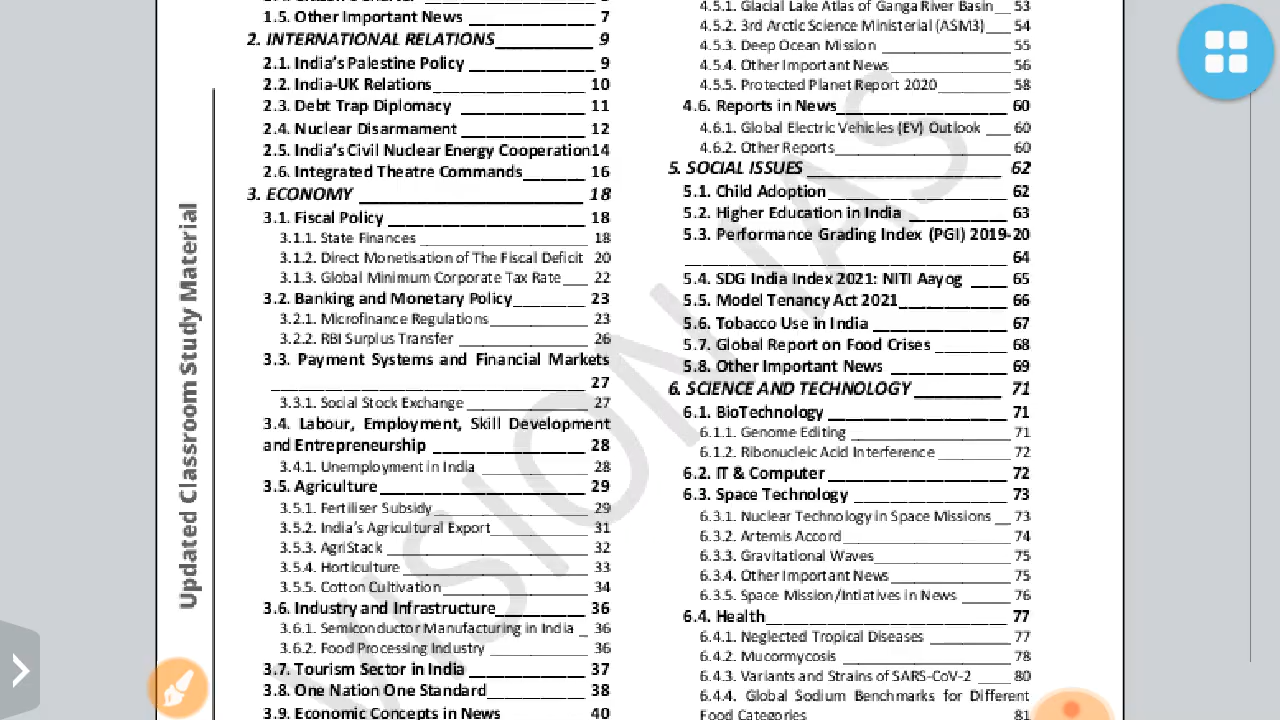 1.5. Other Important News 7
2. INTERNATIONAL RELATIONS 9
2.1. India's Palestine Policy 9
2.2. India-UK Relations 10
2.3. Debt Trap Diplomacy 11
2.4. Nuclear Disarmament 12
2.5. India's Civil Nuclear Energy Cooperation14
2.6. Integrated Theatre Commands 16
3. ECONOMY 18
3.1. Fiscal Policy 18
3.1.1. State Finances 18
3.1.2. Direct Monetisation of The Fiscal Deficit 20
3.1.3. Global Minimum Corporate Tax Rate 22
3.2. Banking and Monetary Policy 23
3.2.1. Microfinance Regulations 23
3.2.2. RBI Surplus Transfer 26
3.3. Payment Systems and Financial Markets
27
3.3.1. Social Stock Exchange 27
3.4. Labour, Employment, Skill Development
and Entrepreneurship 28
3.4.1. Unemployment in India 28
3.5. Agriculture 29
3.5.1. Fertiliser Subsidy 29
3.5.2. India's Agricultural Export 31
3.5.3. AgriStack 32
3.5.4. Horticulture 33
3.5.5. Cotton Cultivation 34
3.6. Industry and Infrastructure 36
3.6.1. Semiconductor Manufacturing in India 36
3.6.2. Food Processing Industry 36
3.7. Tourism Sector in India 37
3.8. One Nation One Standard 38
3.9. Economic Concepts in News 40
4.5.1. Glacial Lake Atlas of Ganga River Basin 53
4.5.2. 3rd Arctic Science Ministerial (ASM3) 54
4.5.3. Deep Ocean Mission 55
4.5.4. Other Important News 56
4.5.5. Protected Planet Report 2020 58
4.6. Reports in News 60
4.6.1. Global Electric Vehicles (EV) Outlook 60
4.6.2. Other Reports 60
5. SOCIAL ISSUES 62
5.1. Child Adoption 62
5.2. Higher Education in India 63
5.3. Performance Grading Index (PGI) 2019-20
64
5.4. SDG India Index 2021: NITI Aayog 65
5.5. Model Tenancy Act 2021 66
5.6. Tobacco Use in India 67
5.7. Global Report on Food Crises 68
5.8. Other Important News 69
6. SCIENCE AND TECHNOLOGY 71
6.1. BioTechnology 71
6.1.1. Genome Editing 71
6.1.2. Ribonucleic Acid Interference 72
6.2. IT & Computer 72
6.3. Space Technology 73
6.3.1. Nuclear Technology in Space Missions 73
6.3.2. Artemis Accord 74
6.3.3. Gravitational Waves 75
6.3.4. Other Important News 75
6.3.5. Space Mission/Intiatives in News 76
6.4. Health 77
6.4.1. Neglected Tropical Diseases 77
6.4.2. Mucormycosis 78
6.4.3. Variants and Strains of SARS-CoV-2 80
6.4.4. Global Sodium Benchmarks for Different
Food Categories 81
Updated Classroom Study Material
VISION IAS